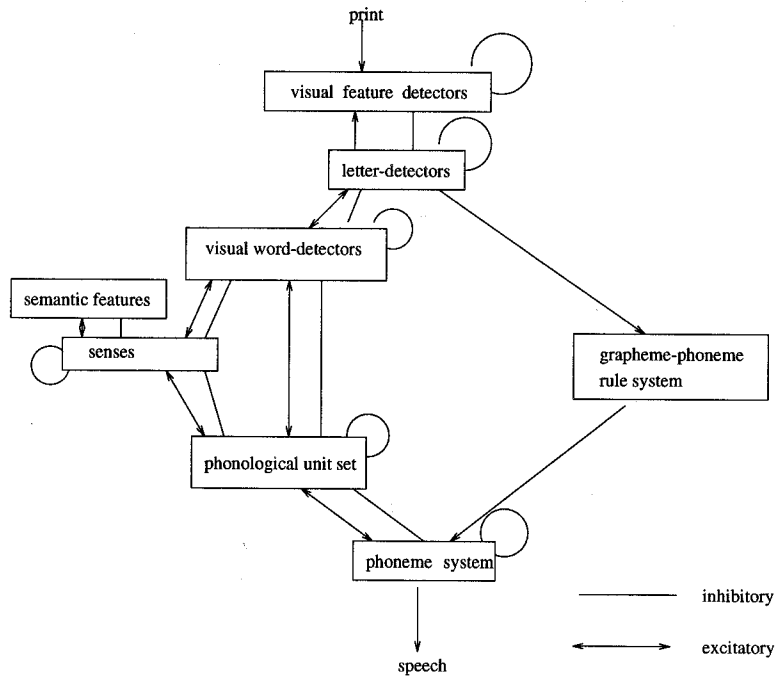 print
visual feature detectors
letter-detectors
visual word-detectors
semantic features
senses
grapheme-phoneme
rule system
phonological unit set
phoneme system
inhibitory
excitatory
speech